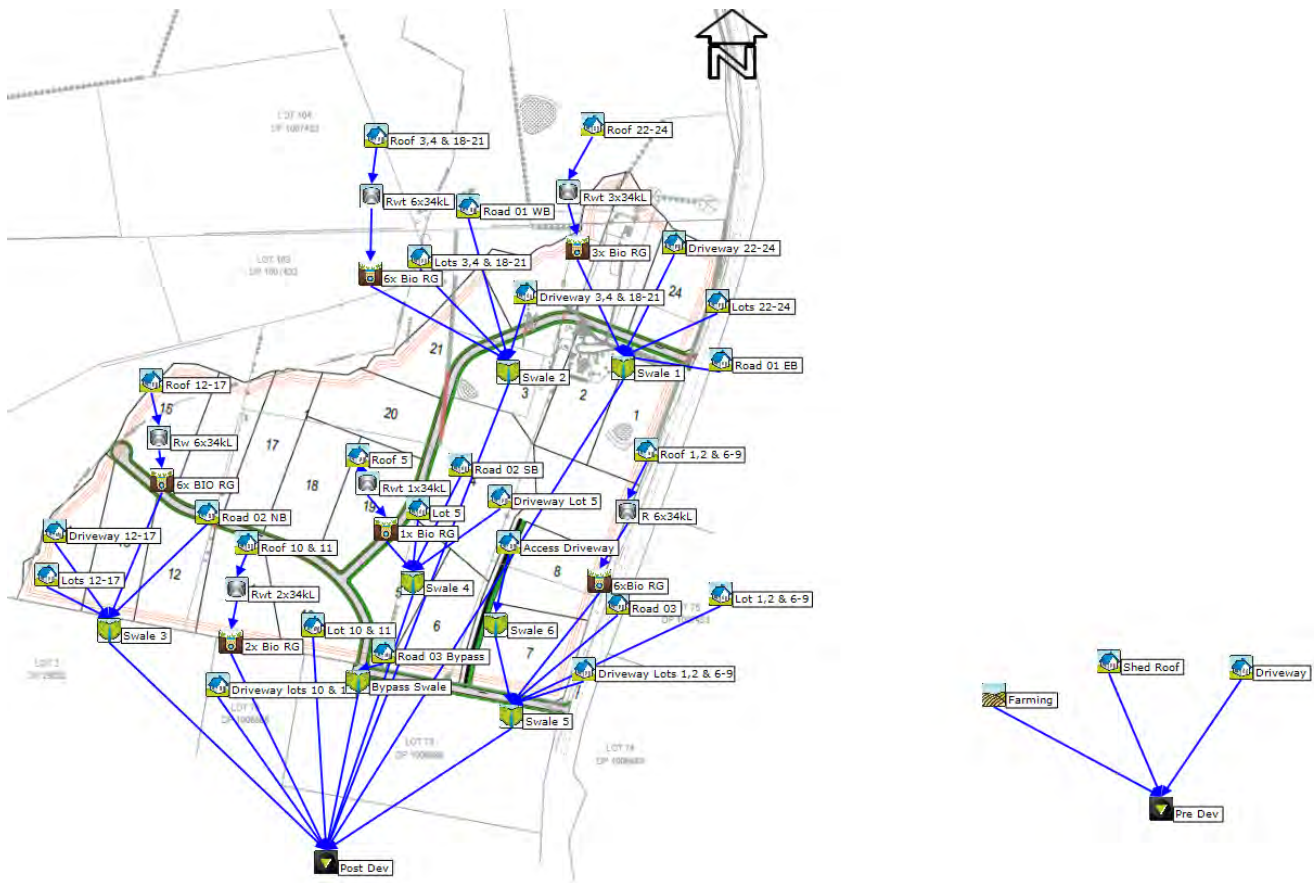 N
LOT 104
DP 1007433
Roof 22-24
Roof 3,4 & 18-21
Rwt 6x34kL
Rwt 3x34kL
Road 01 WB
3x Bio RG
Driveway 22-24
Lots 3,4 & 18-21
6x Bio RG
24
Driveway 3,4 & 18-21
Lots 22-24
21
Road 01 EB
Swale 2
Swale 1
Roof 12-17
3
2
1
16
20
17
Rw 6x34kL
Roof 5
Roof 1,2 & 6-9
18
Road 02 SB
6x BIO RG
Rwt 1x34kL
Driveway Lot 5
19
Lot 5
R 6x34kL
Road 02 NB
Driveway 12-17
1x Bio RG
Roof 10 & 11
Access Driveway
12
8
Lots 12-17
Swale 4
6xBio RG
Rwt 2x34kL
5
Lot 1,2 & 6-9
Road 03
Swale 3
Lot 10 & 11
6
Swale 6
2x Bio RG
7
Road 03 Bypass
Driveway Lots 1,2 & 6-9
Driveway lots 10 & 1
Bypass Swale
Swale 5
Shed Roof
Driveway
Farming
Pre Dev
Post Dev